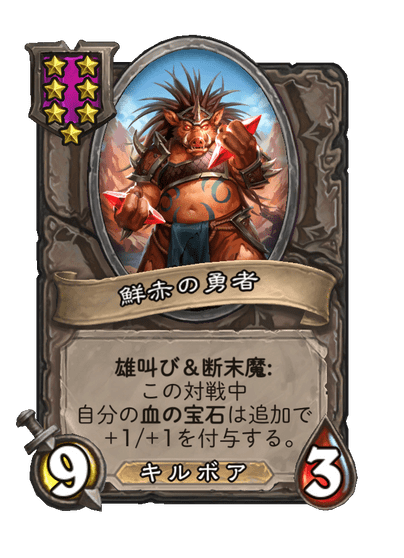 鮮赤の勇者
雄叫び&断末魔:
この対戦中
自分の血の宝石は追加で
+1/+1を付与する。
9
キルボア
3